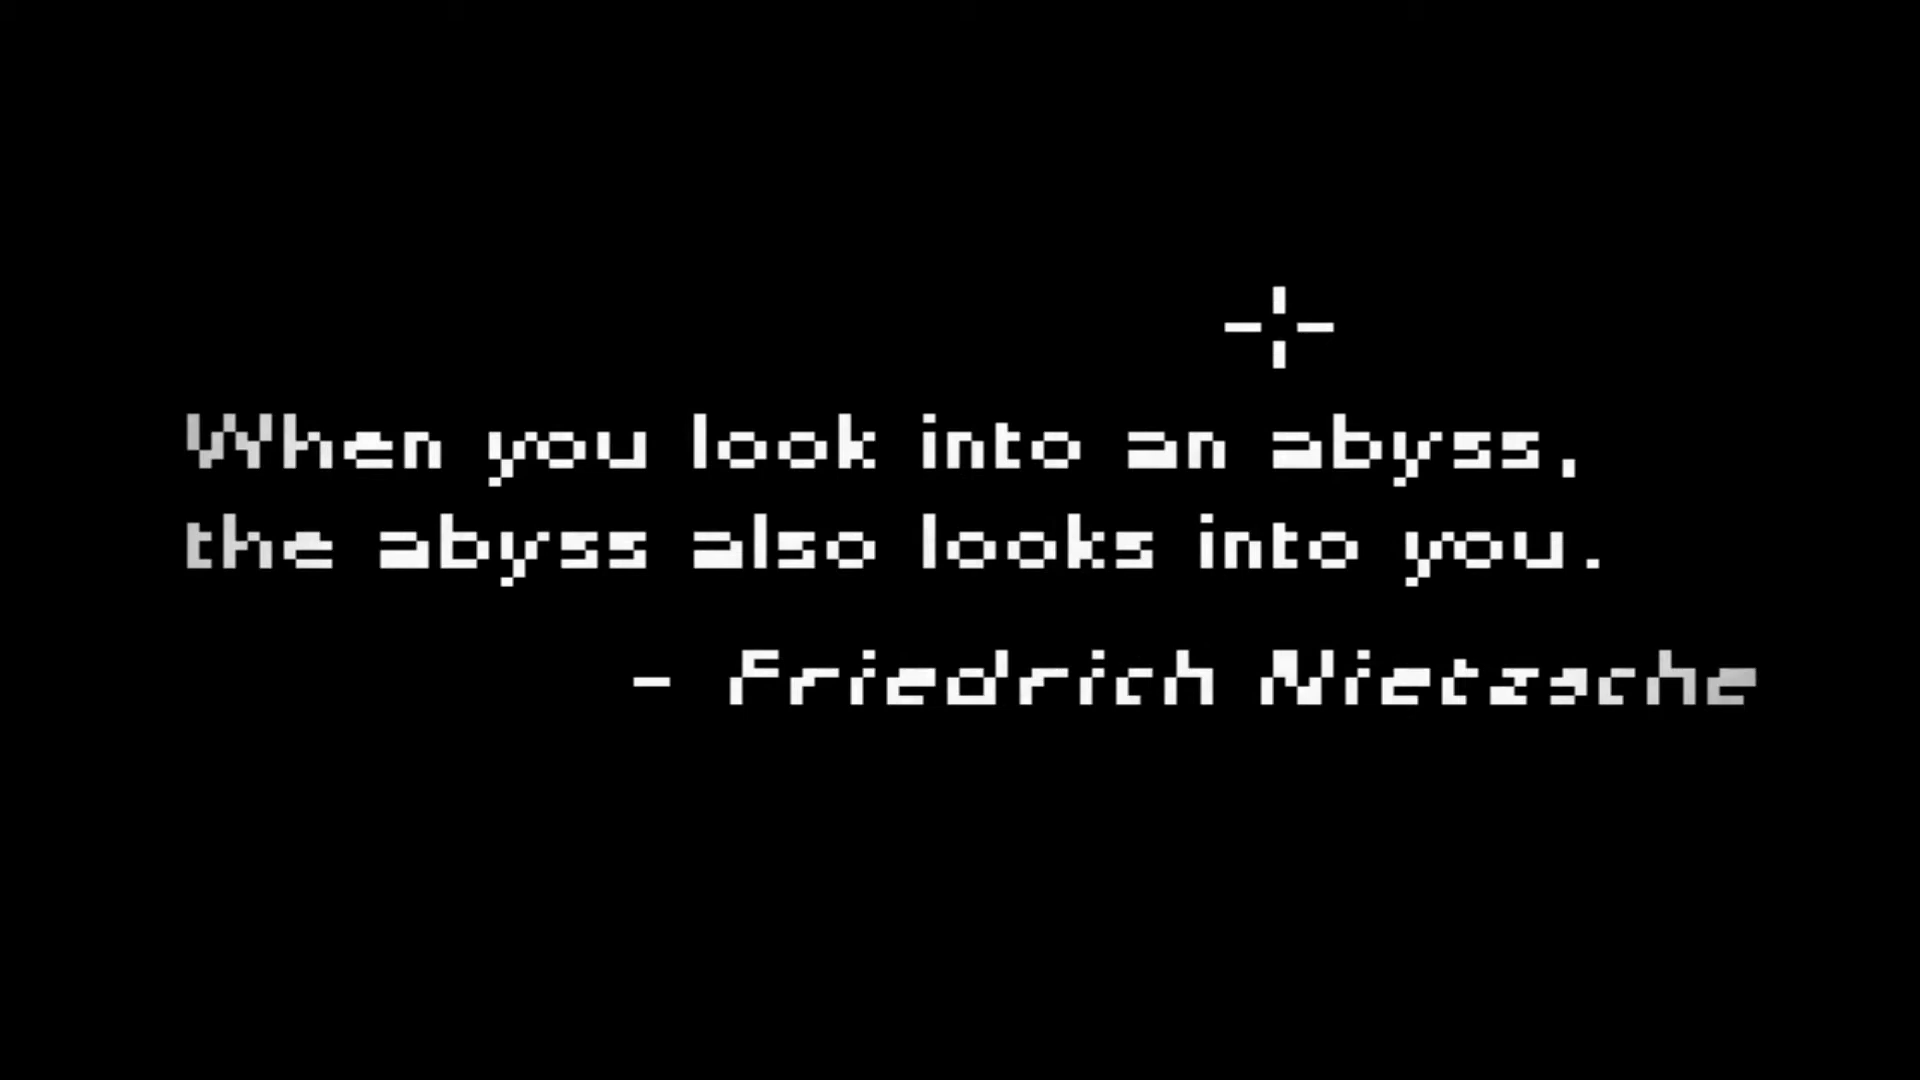 When you look into an abyss,
the abyss also looks into you.
- Friedrich Nietzsche